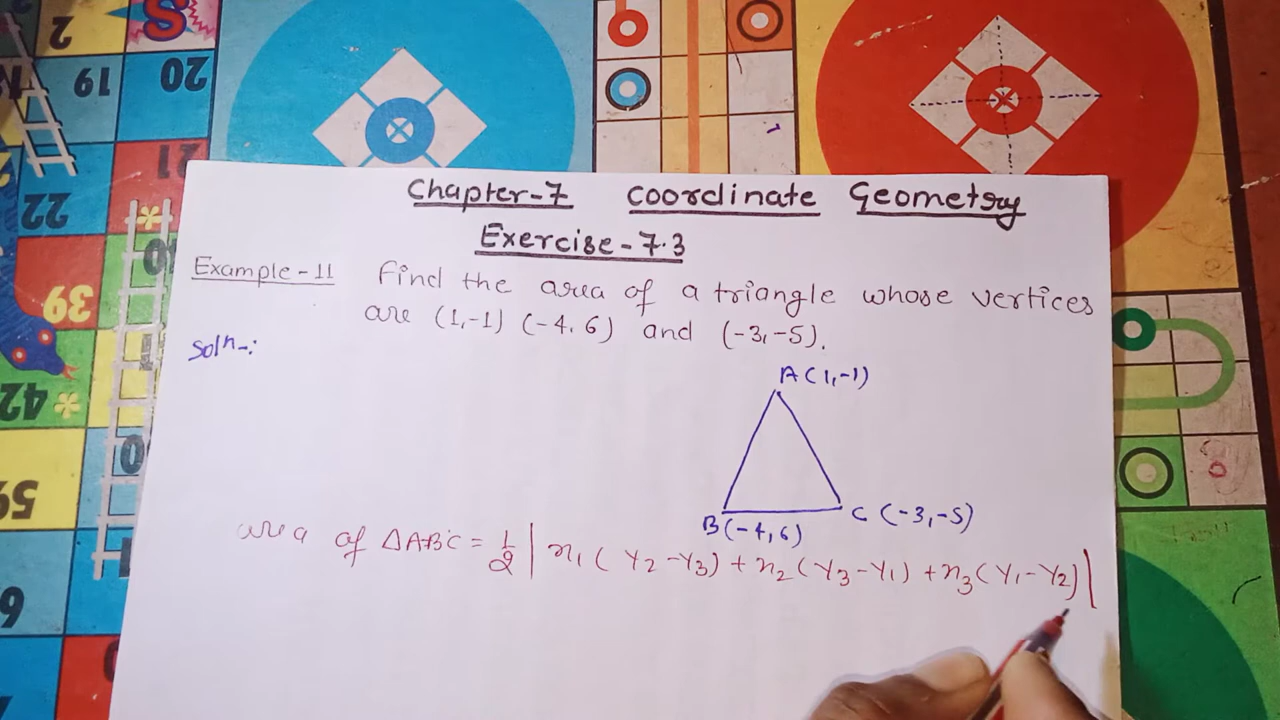 Chapter-7 Coordinate Geometry
Exercise-7.3
Example-11 Find the area of a triangle whose vertices
are (1,-1) (-4,6) and (-3,-5).
Solⁿ-:
A(1,-1)
B(-4,6)
C(-3,-5)
area of ΔABC = 1/2 | x₁(Y₂-Y₃) + x₂(Y₃-Y₁) + x₃(Y₁-Y₂) |
2
S
19
20
21
22
39
42
59
6